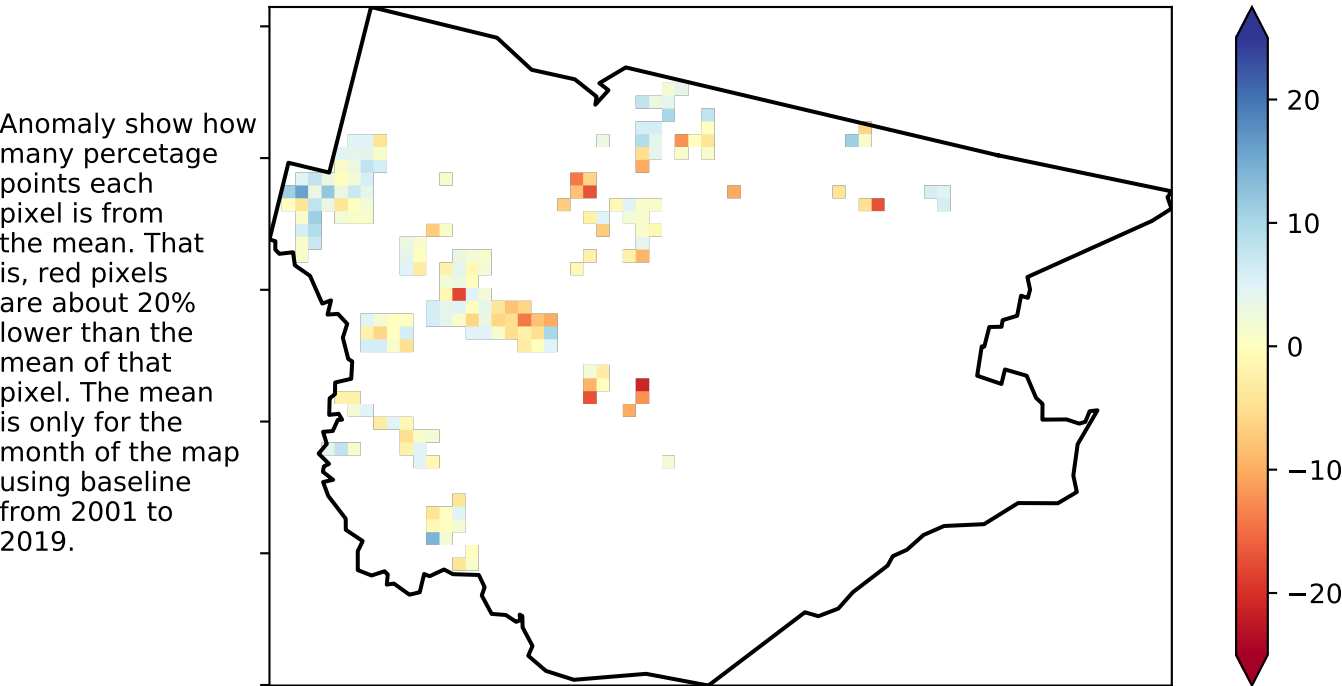 Anomaly show how
many percetage
points each
pixel is from
the mean. That
is, red pixels
are about 20%
lower than the
mean of that
pixel. The mean
is only for the
month of the map
using baseline
from 2001 to
2019.
20
10
0
−10
−20